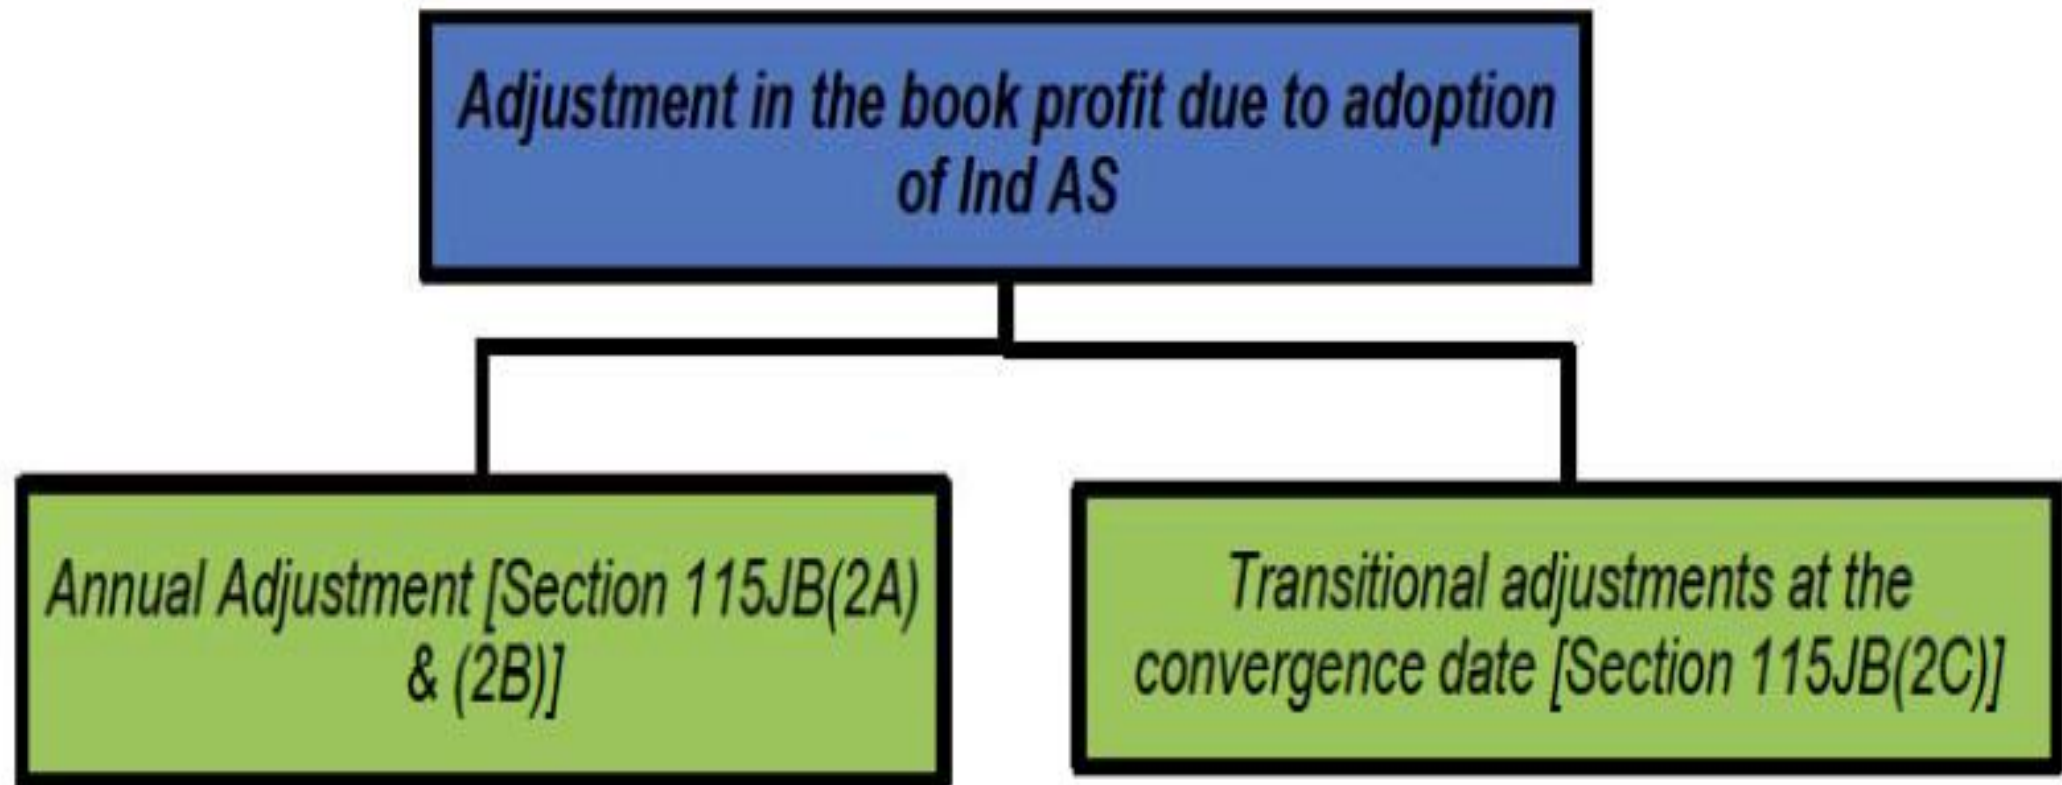 Adjustment in the book profit due to adoption
of Ind AS
Annual Adjustment [Section 115JB(2A)
& (2B)]
Transitional adjustments at the
convergence date [Section 115JB(2C)]